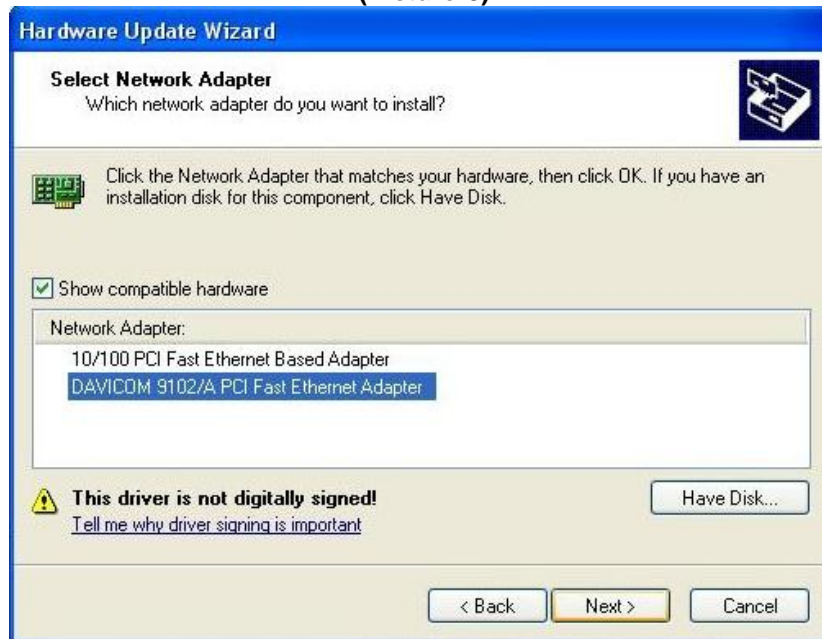 Hardware Update Wizard
Select Network Adapter
Which network adapter do you want to install?
Click the Network Adapter that matches your hardware, then click OK. If you have an
installation disk for this component, click Have Disk.
Show compatible hardware
Network Adapter:
10/100 PCI Fast Ethernet Based Adapter
DAVICOM 9102/A PCI Fast Ethernet Adapter
This driver is not digitally signed!
Have Disk...
Tell me why driver signing is important
< Back
Next >
Cancel